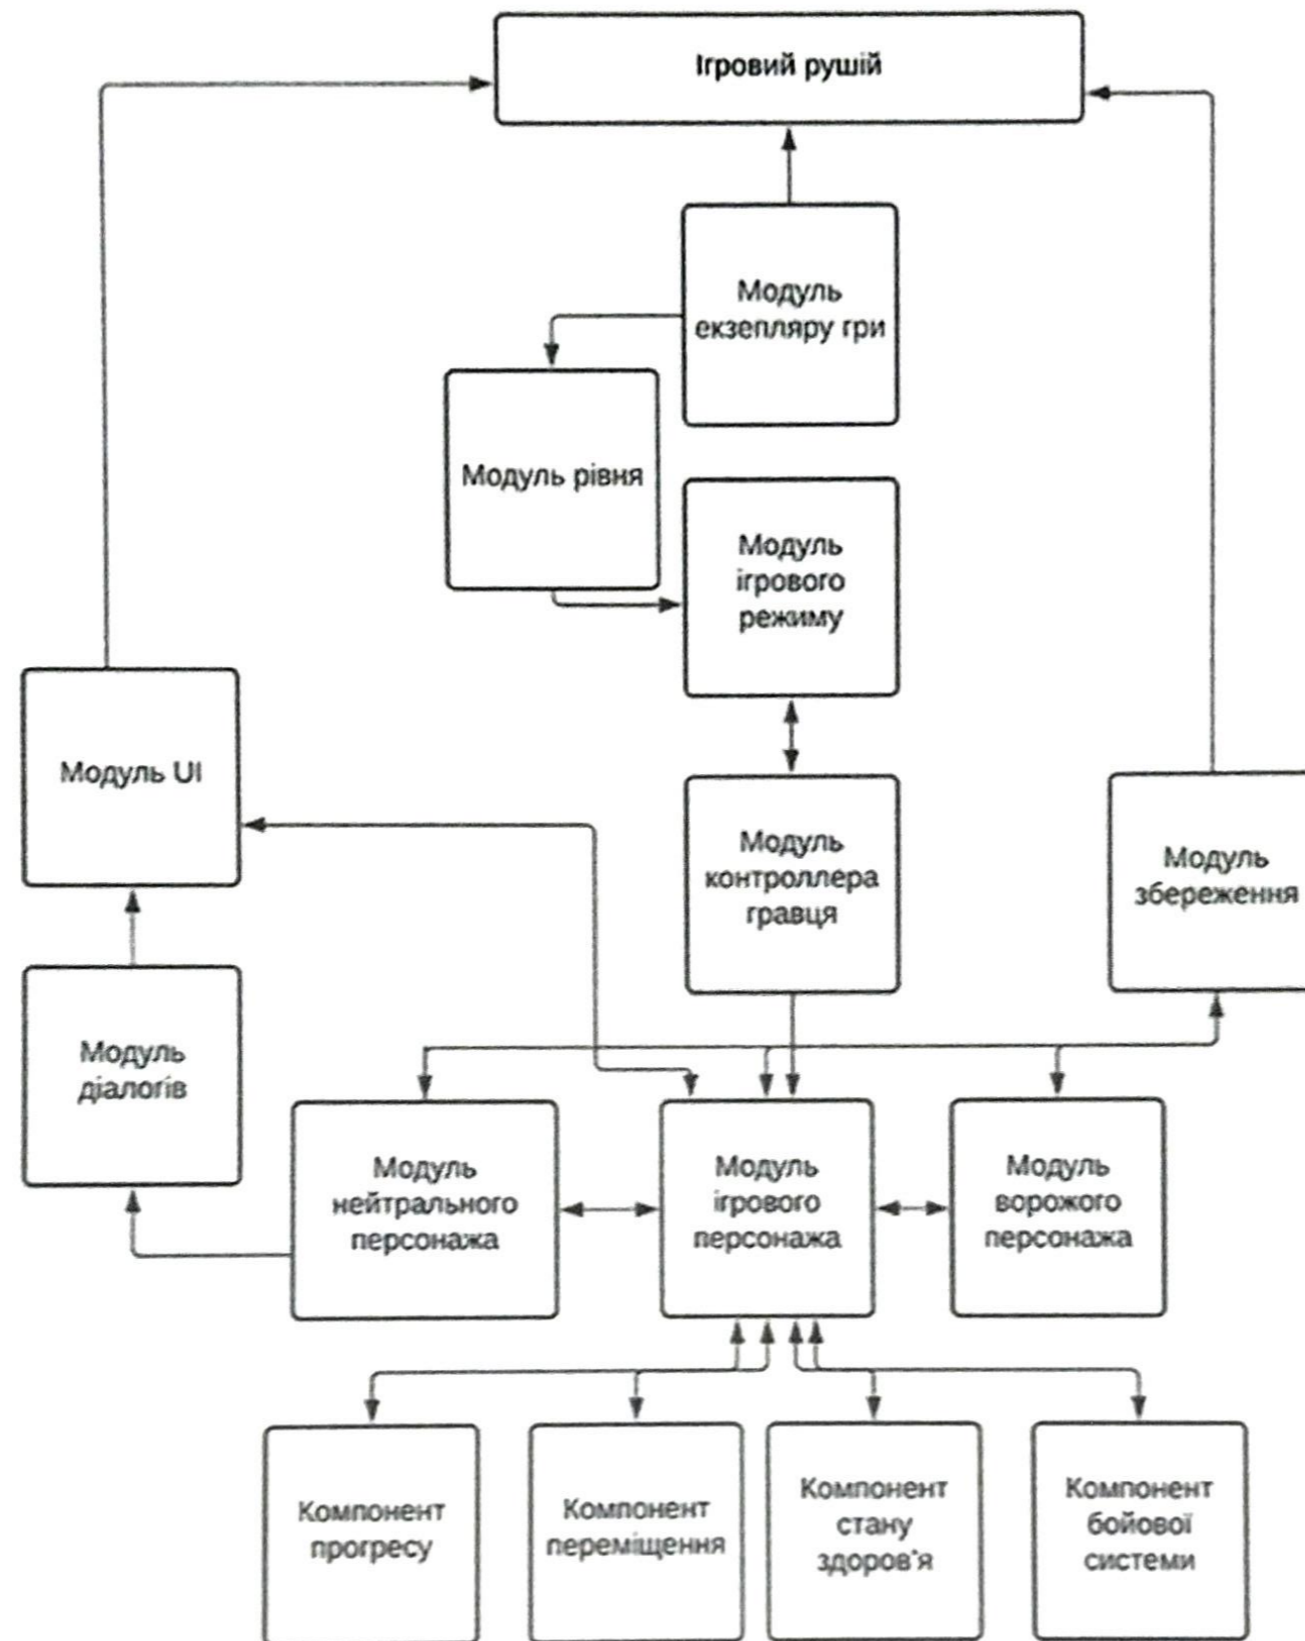 Ігровий рушій
Модуль
екзепляру гри
Модуль рівня
Модуль
ігрового
режиму
Модуль UI
Модуль
контроллера
гравця
Модуль
збереження
Модуль
діалогів
Модуль
нейтрального
персонажа
Модуль
ігрового
персонажа
Модуль
ворожого
персонажа
Компонент
прогресу
Компонент
переміщення
Компонент
стану
здоров'я
Компонент
бойової
системи